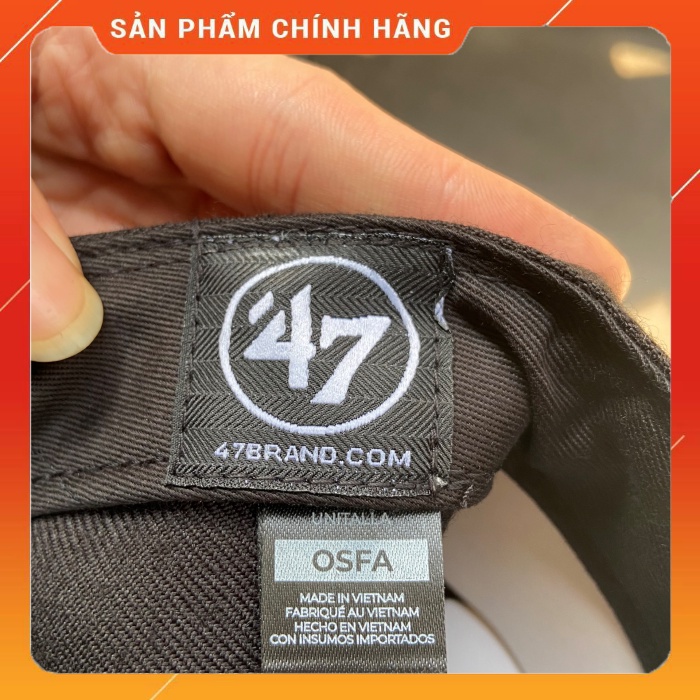 SẢN PHẨM CHÍNH HÃNG
47
47BRAND.COM
UNITALLA
OSFA
MADE IN VIETNAM
FABRIQUÉ AU VIETNAM
HECHO EN VIETNAM
CON INSUMOS IMPORTADOS